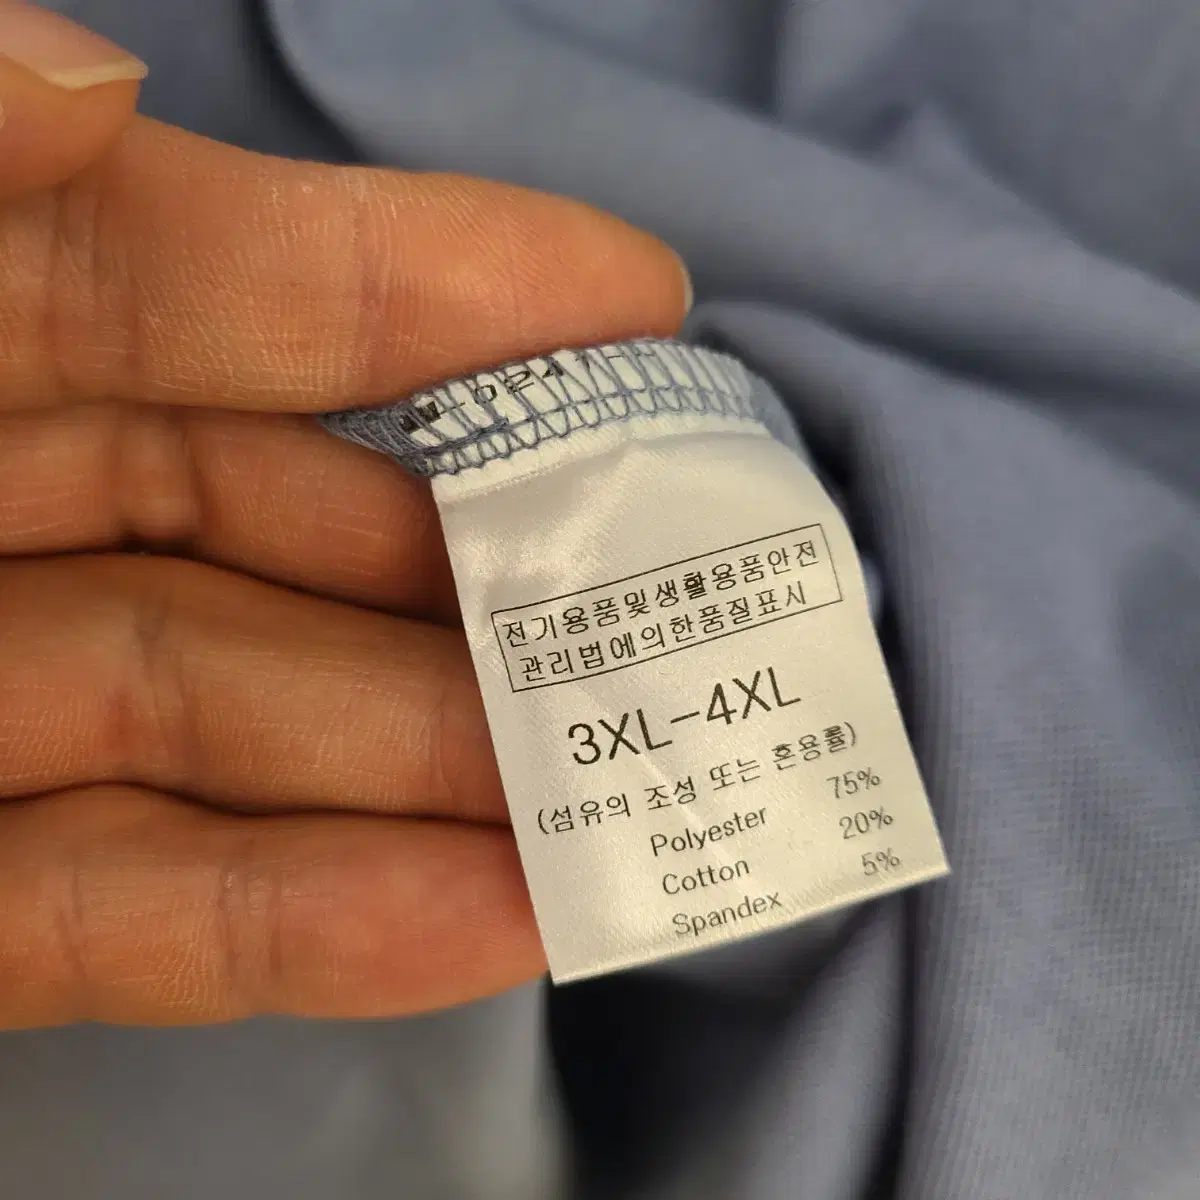 전기용품및생활용품안전
관리법에의한품질표시
3XL-4XL
(섬유의 조성 또는 혼용률)
Polyester 75%
Cotton 20%
Spandex 5%